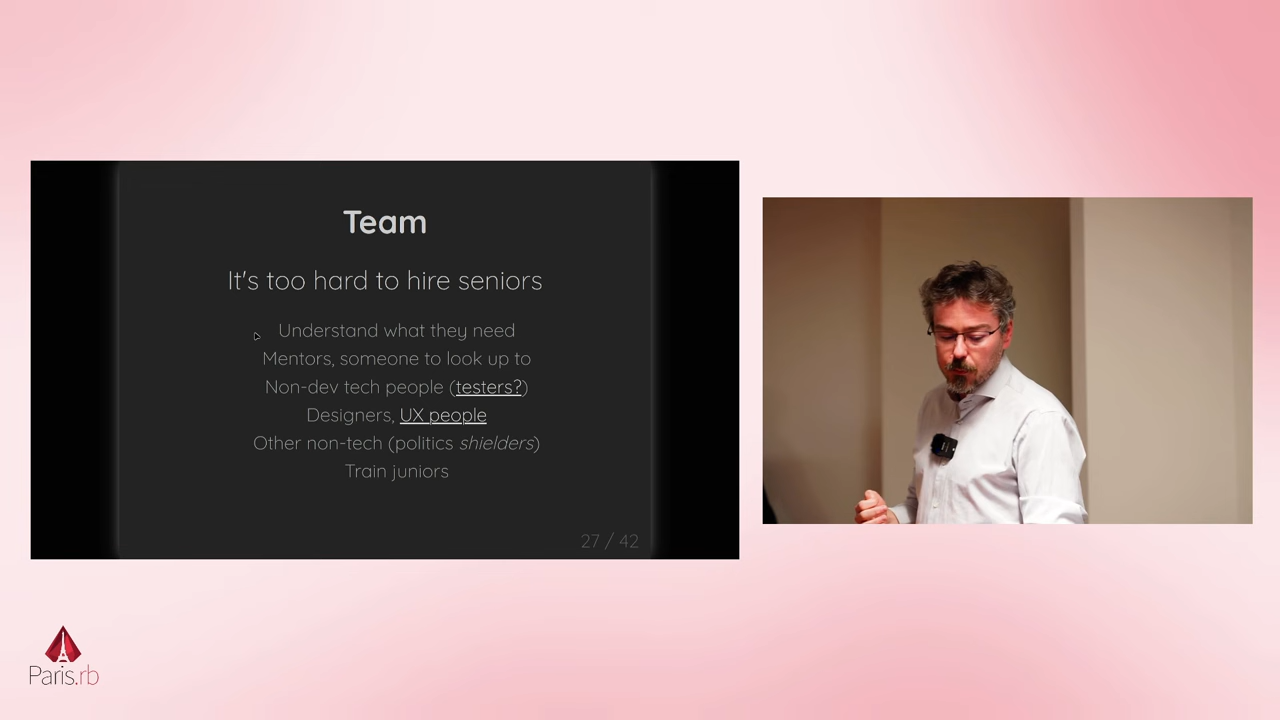 Team
It's too hard to hire seniors
Understand what they need
Mentors, someone to look up to
Non-dev tech people (testers?)
Designers, UX people
Other non-tech (politics shielders)
Train juniors
27 / 42
Paris.rb